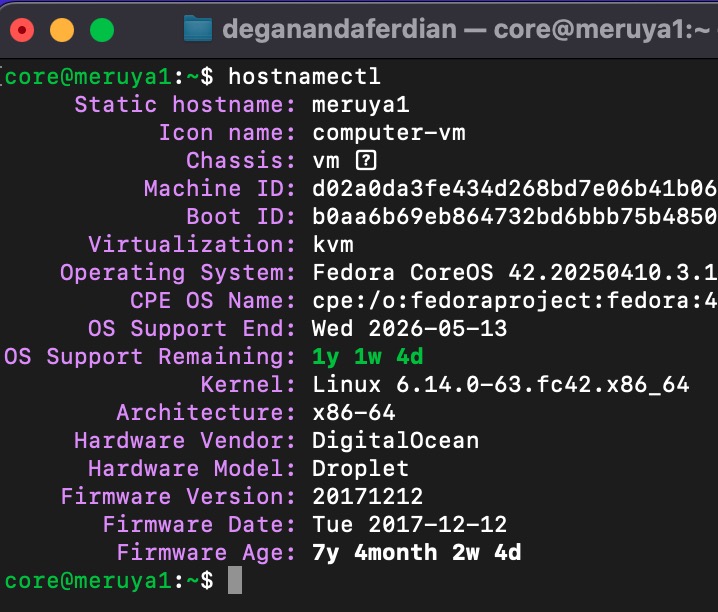 deganandaferdian — core@meruya1:~
core@meruya1:~$ hostnamectl
Static hostname: meruya1
Icon name: computer-vm
Chassis: vm
Machine ID: d02a0da3fe434d268bd7e06b41b06
Boot ID: b0aa6b69eb864732bd6bbb75b4850
Virtualization: kvm
Operating System: Fedora CoreOS 42.20250410.3.1
CPE OS Name: cpe:/o:fedoraproject:fedora:4
OS Support End: Wed 2026-05-13
OS Support Remaining: 1y 1w 4d
Kernel: Linux 6.14.0-63.fc42.x86_64
Architecture: x86-64
Hardware Vendor: DigitalOcean
Hardware Model: Droplet
Firmware Version: 20171212
Firmware Date: Tue 2017-12-12
Firmware Age: 7y 4month 2w 4d
core@meruya1:~$